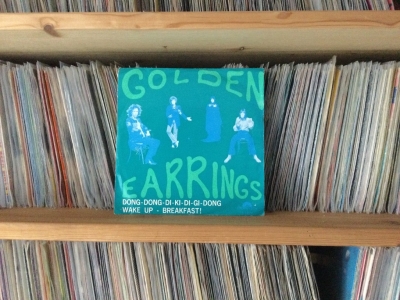 GOLDEN
EARRINGS
DONG-DONG-DI-KI-DI-GI-DONG
WAKE UP - BREAKFAST!